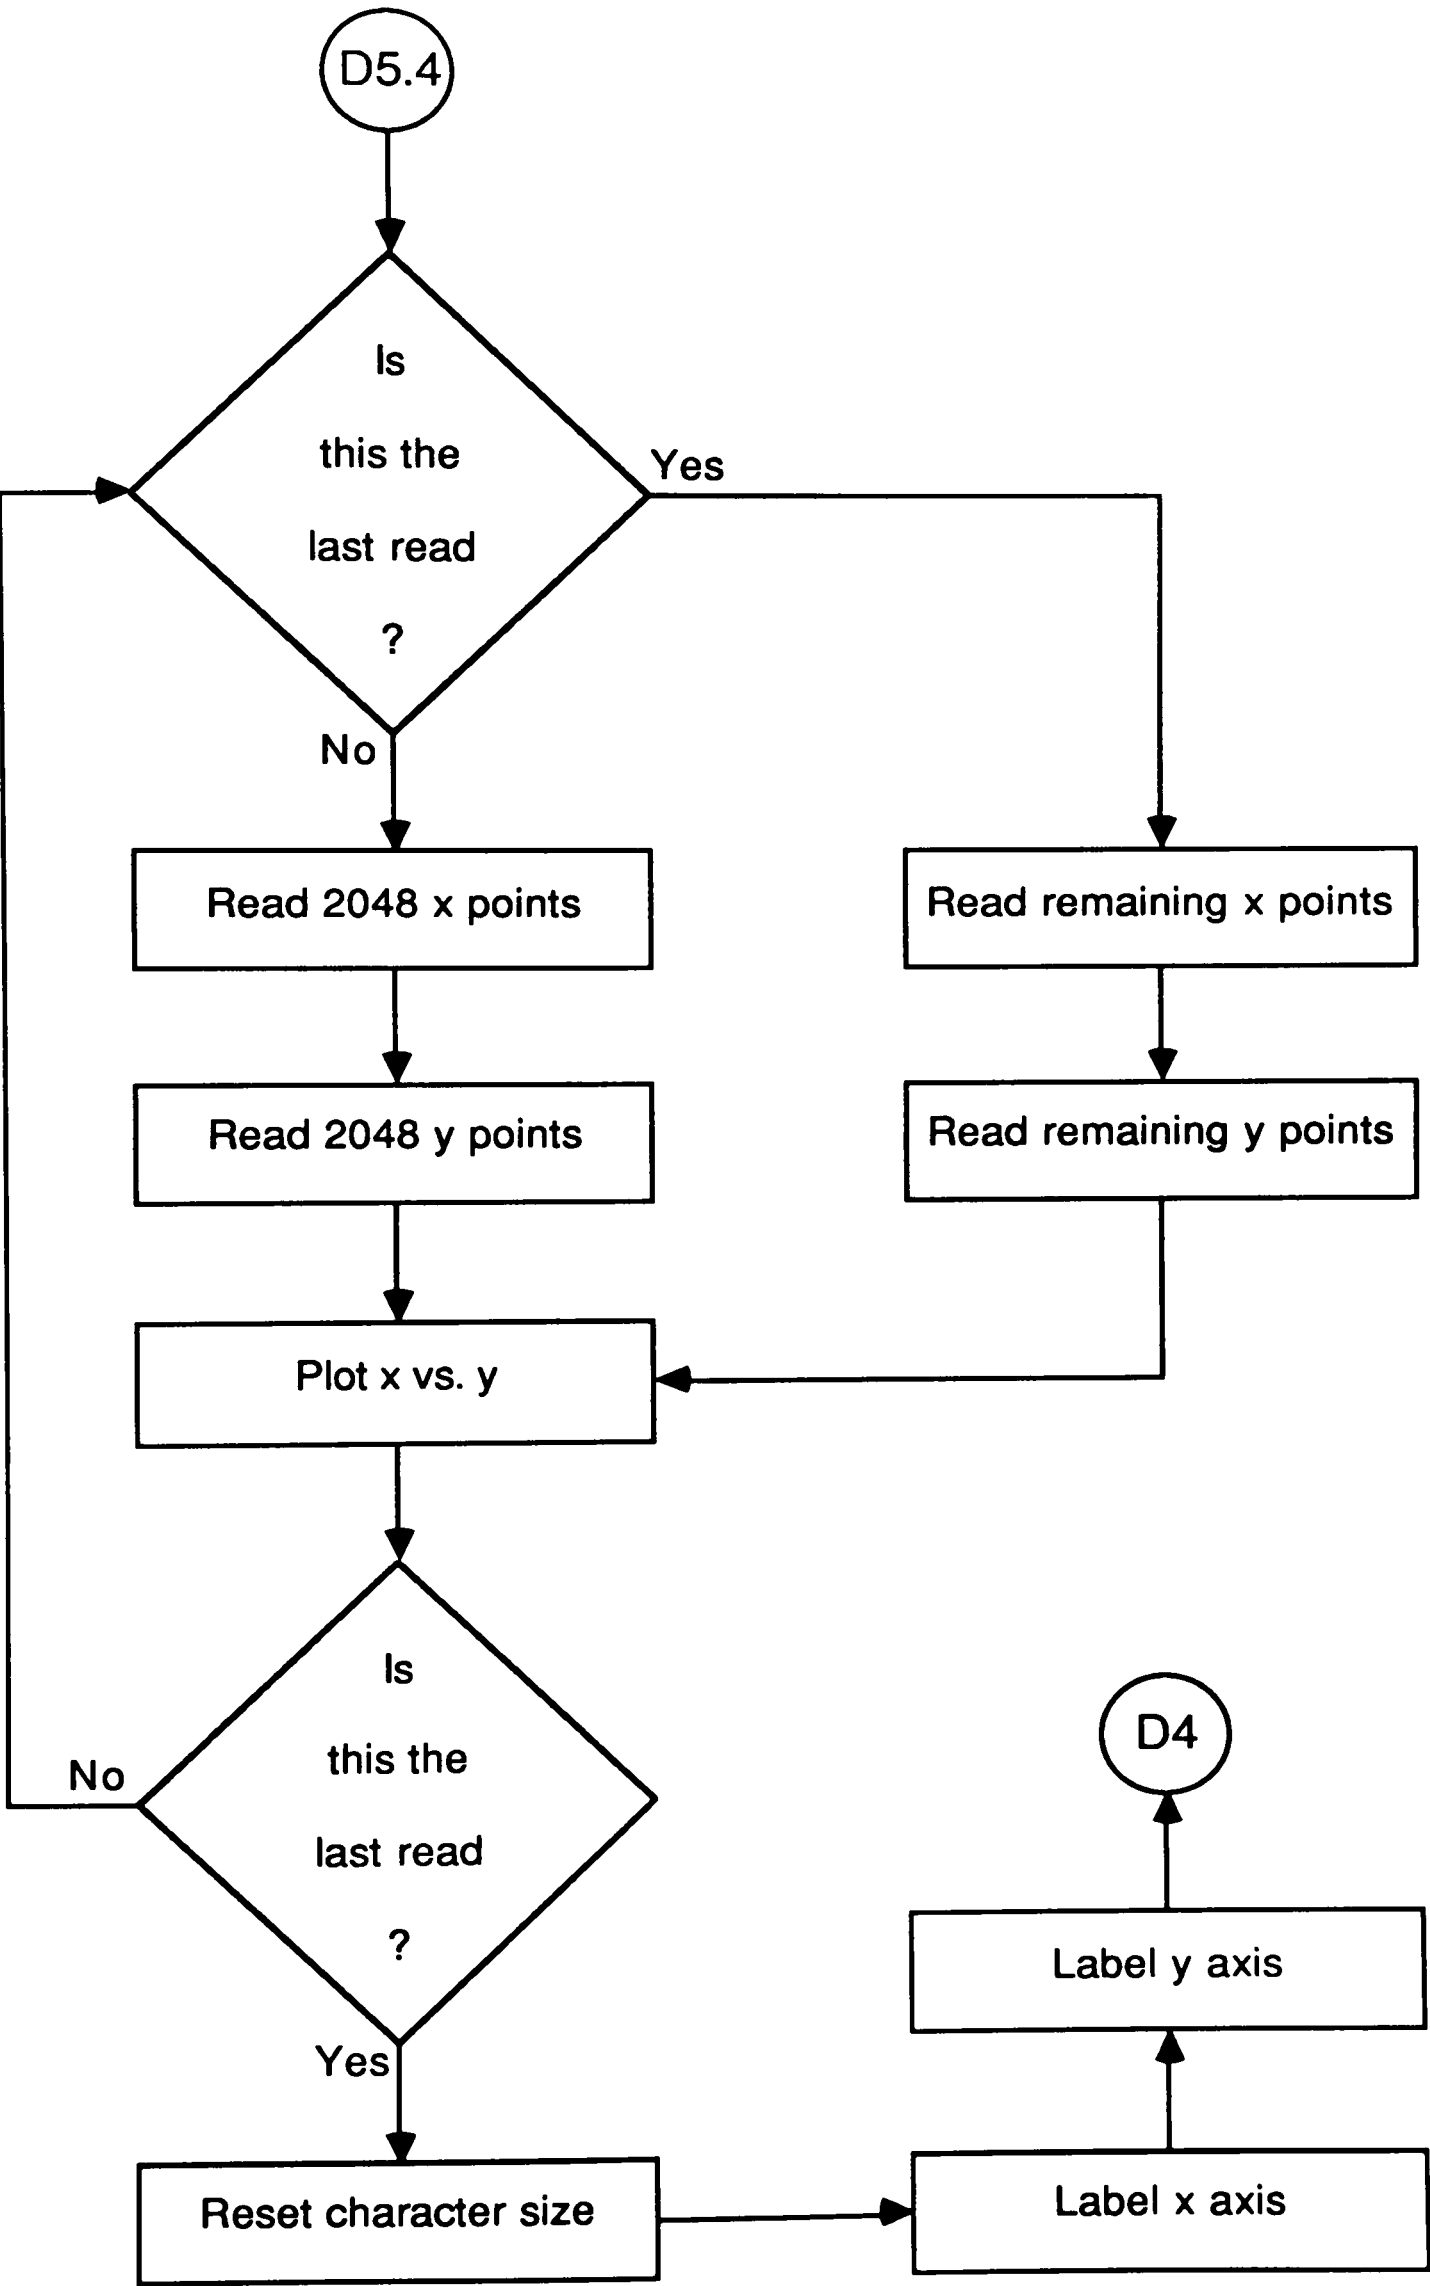 D5.4
Is
this the
last read
?
Yes
No
Read 2048 x points
Read remaining x points
Read 2048 y points
Read remaining y points
Plot x vs. y
Is
this the
last read
?
No
Yes
D4
Label y axis
Reset character size
Label x axis